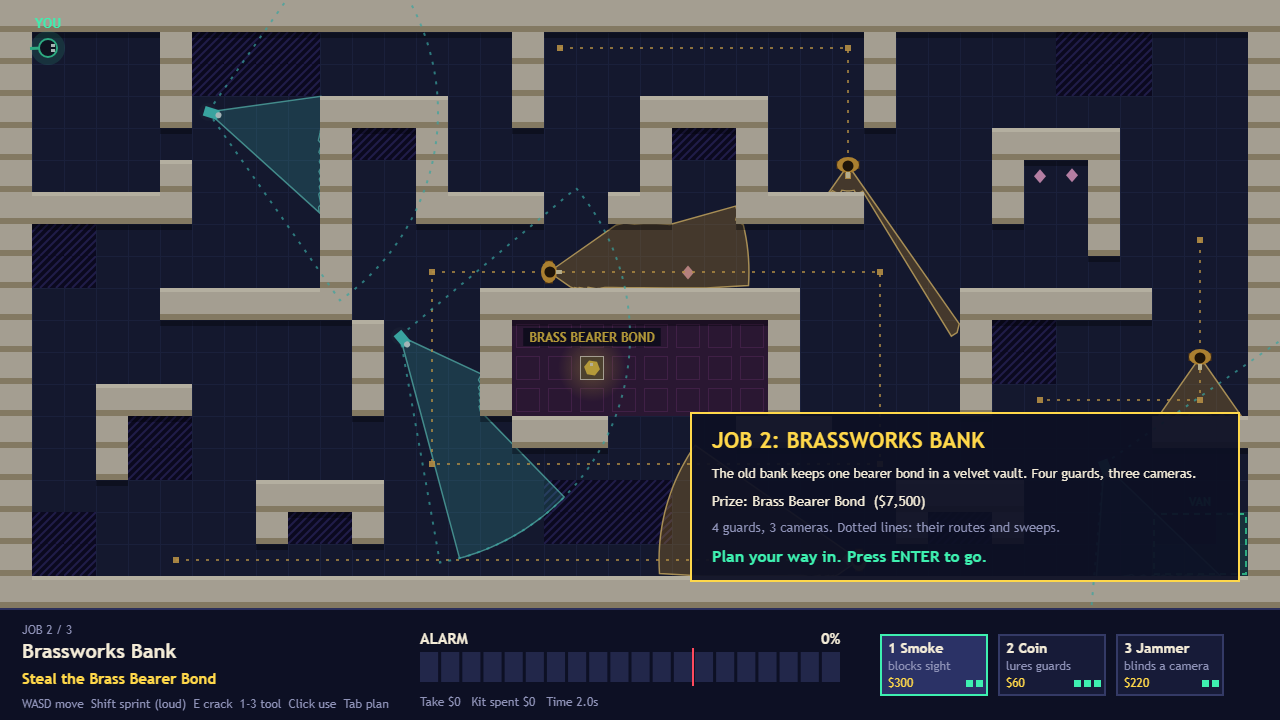 YOU
BRASS BEARER BOND
JOB 2: BRASSWORKS BANK
The old bank keeps one bearer bond in a velvet vault. Four guards, three cameras.
Prize: Brass Bearer Bond ($7,500)
VAN
4 guards, 3 cameras. Dotted lines: their routes and sweeps.
Plan your way in. Press ENTER to go.
JOB 2 / 3
Brassworks Bank
Steal the Brass Bearer Bond
WASD move Shift sprint (loud) E crack 1-3 tool Click use Tab plan
ALARM 0%
Take $0 Kit spent $0 Time 2.0s
1 Smoke
blocks sight
$300
2 Coin
lures guards
$60
3 Jammer
blinds a camera
$220